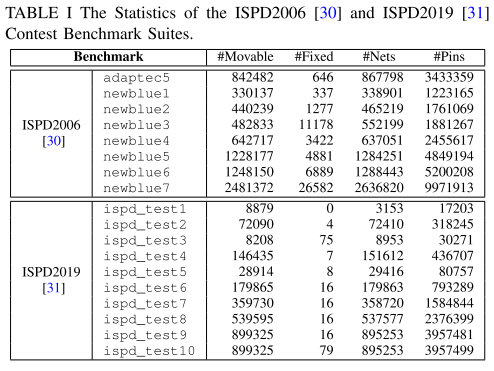 TABLE I The Statistics of the ISPD2006 [30] and ISPD2019 [31]
Contest Benchmark Suites.
Benchmark #Movable #Fixed #Nets #Pins
ISPD2006 [30]
adaptec5 842482 646 867798 3433359
newblue1 330137 337 338901 1223165
newblue2 440239 1277 465219 1761069
newblue3 482833 11178 552199 1881267
newblue4 642717 3422 637051 2455617
newblue5 1228177 4881 1284251 4849194
newblue6 1248150 6889 1288443 5200208
newblue7 2481372 26582 2636820 9971913
ISPD2019 [31]
ispd_test1 8879 0 3153 17203
ispd_test2 72090 4 72410 318245
ispd_test3 8208 75 8953 30271
ispd_test4 146435 7 151612 436707
ispd_test5 28914 8 29416 80757
ispd_test6 179865 16 179863 793289
ispd_test7 359730 16 358720 1584844
ispd_test8 539595 16 537577 2376399
ispd_test9 899325 16 895253 3957481
ispd_test10 899325 79 895253 3957499